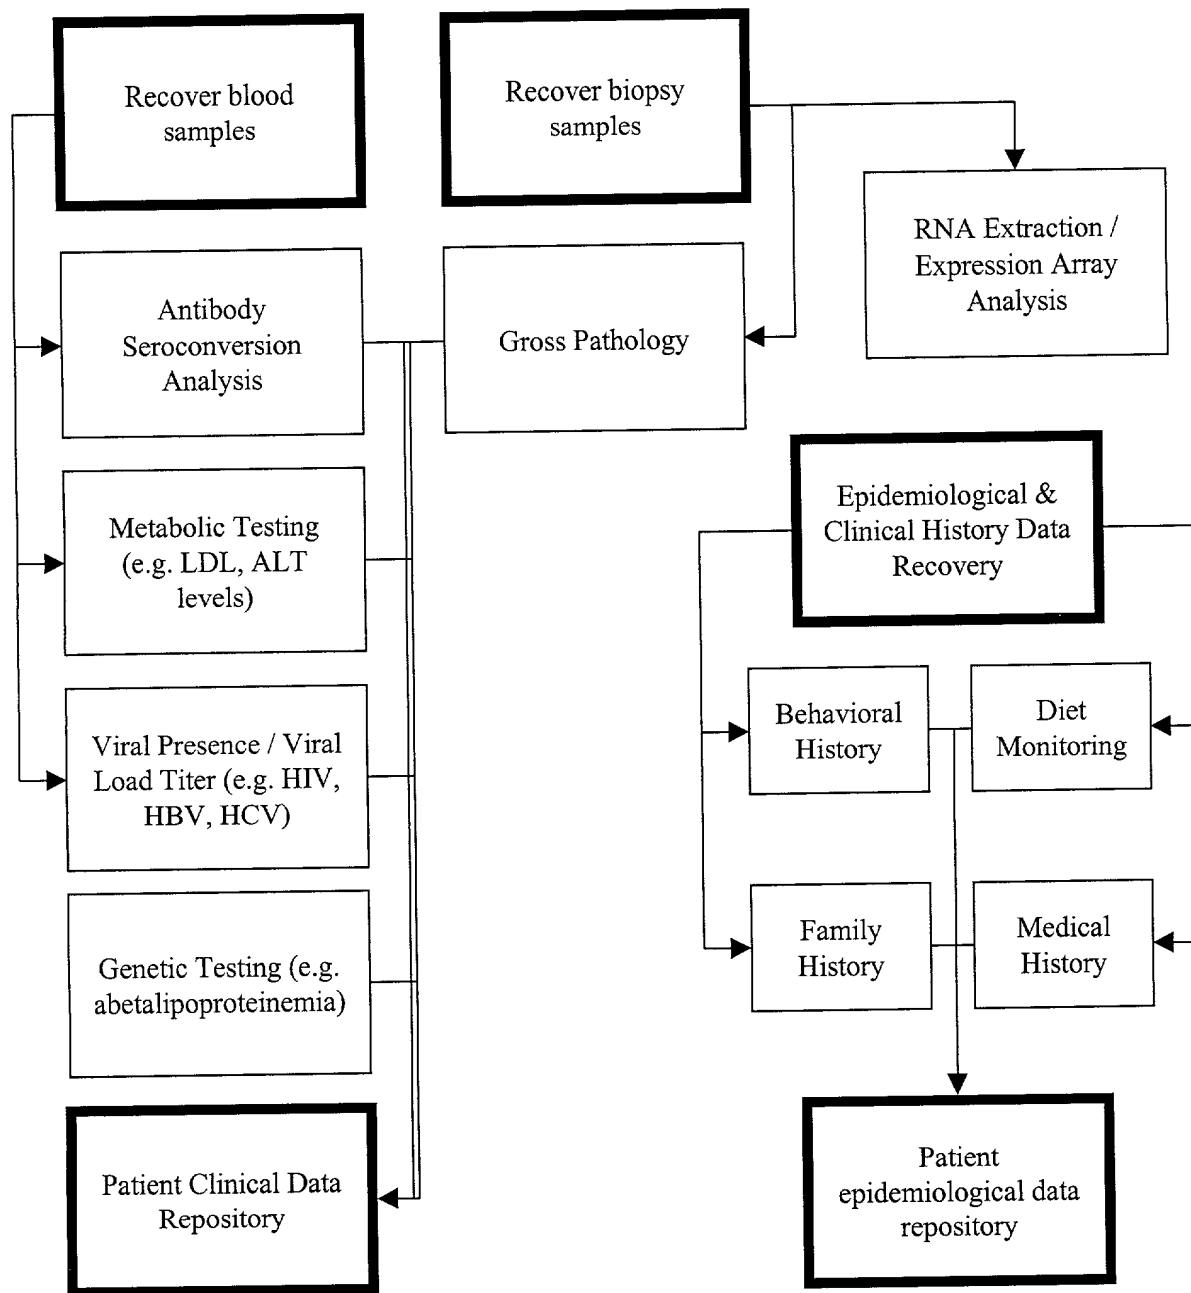 Recover blood
samples
Recover biopsy
samples
RNA Extraction /
Expression Array
Analysis
Antibody
Seroconversion
Analysis
Gross Pathology
Metabolic Testing
(e.g. LDL, ALT
levels)
Epidemiological &
Clinical History Data
Recovery
Viral Presence / Viral
Load Titer (e.g. HIV,
HBV, HCV)
Behavioral
History
Diet
Monitoring
Genetic Testing (e.g.
abetalipoproteinemia)
Family
History
Medical
History
Patient Clinical Data
Repository
Patient
epidemiological data
repository